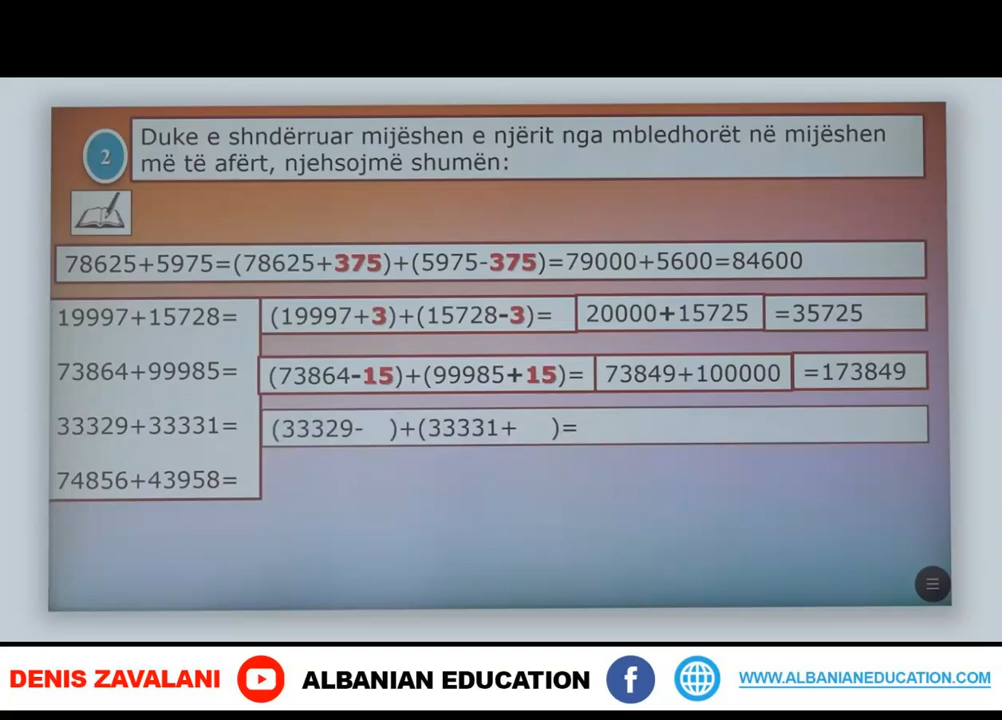 2
Duke e shndërruar mijëshen e njërit nga mbledhorët në mijëshen
më të afërt, njehsojmë shumën:
78625+5975=(78625+375)+(5975-375)=79000+5600=84600
19997+15728= (19997+3)+(15728-3)= 20000+15725 =35725
73864+99985= (73864-15)+(99985+15)= 73849+100000 =173849
33329+33331= (33329- )+(33331+ )=
74856+43958=
DENIS ZAVALANI ALBANIAN EDUCATION f WWW.ALBANIANEDUCATION.COM